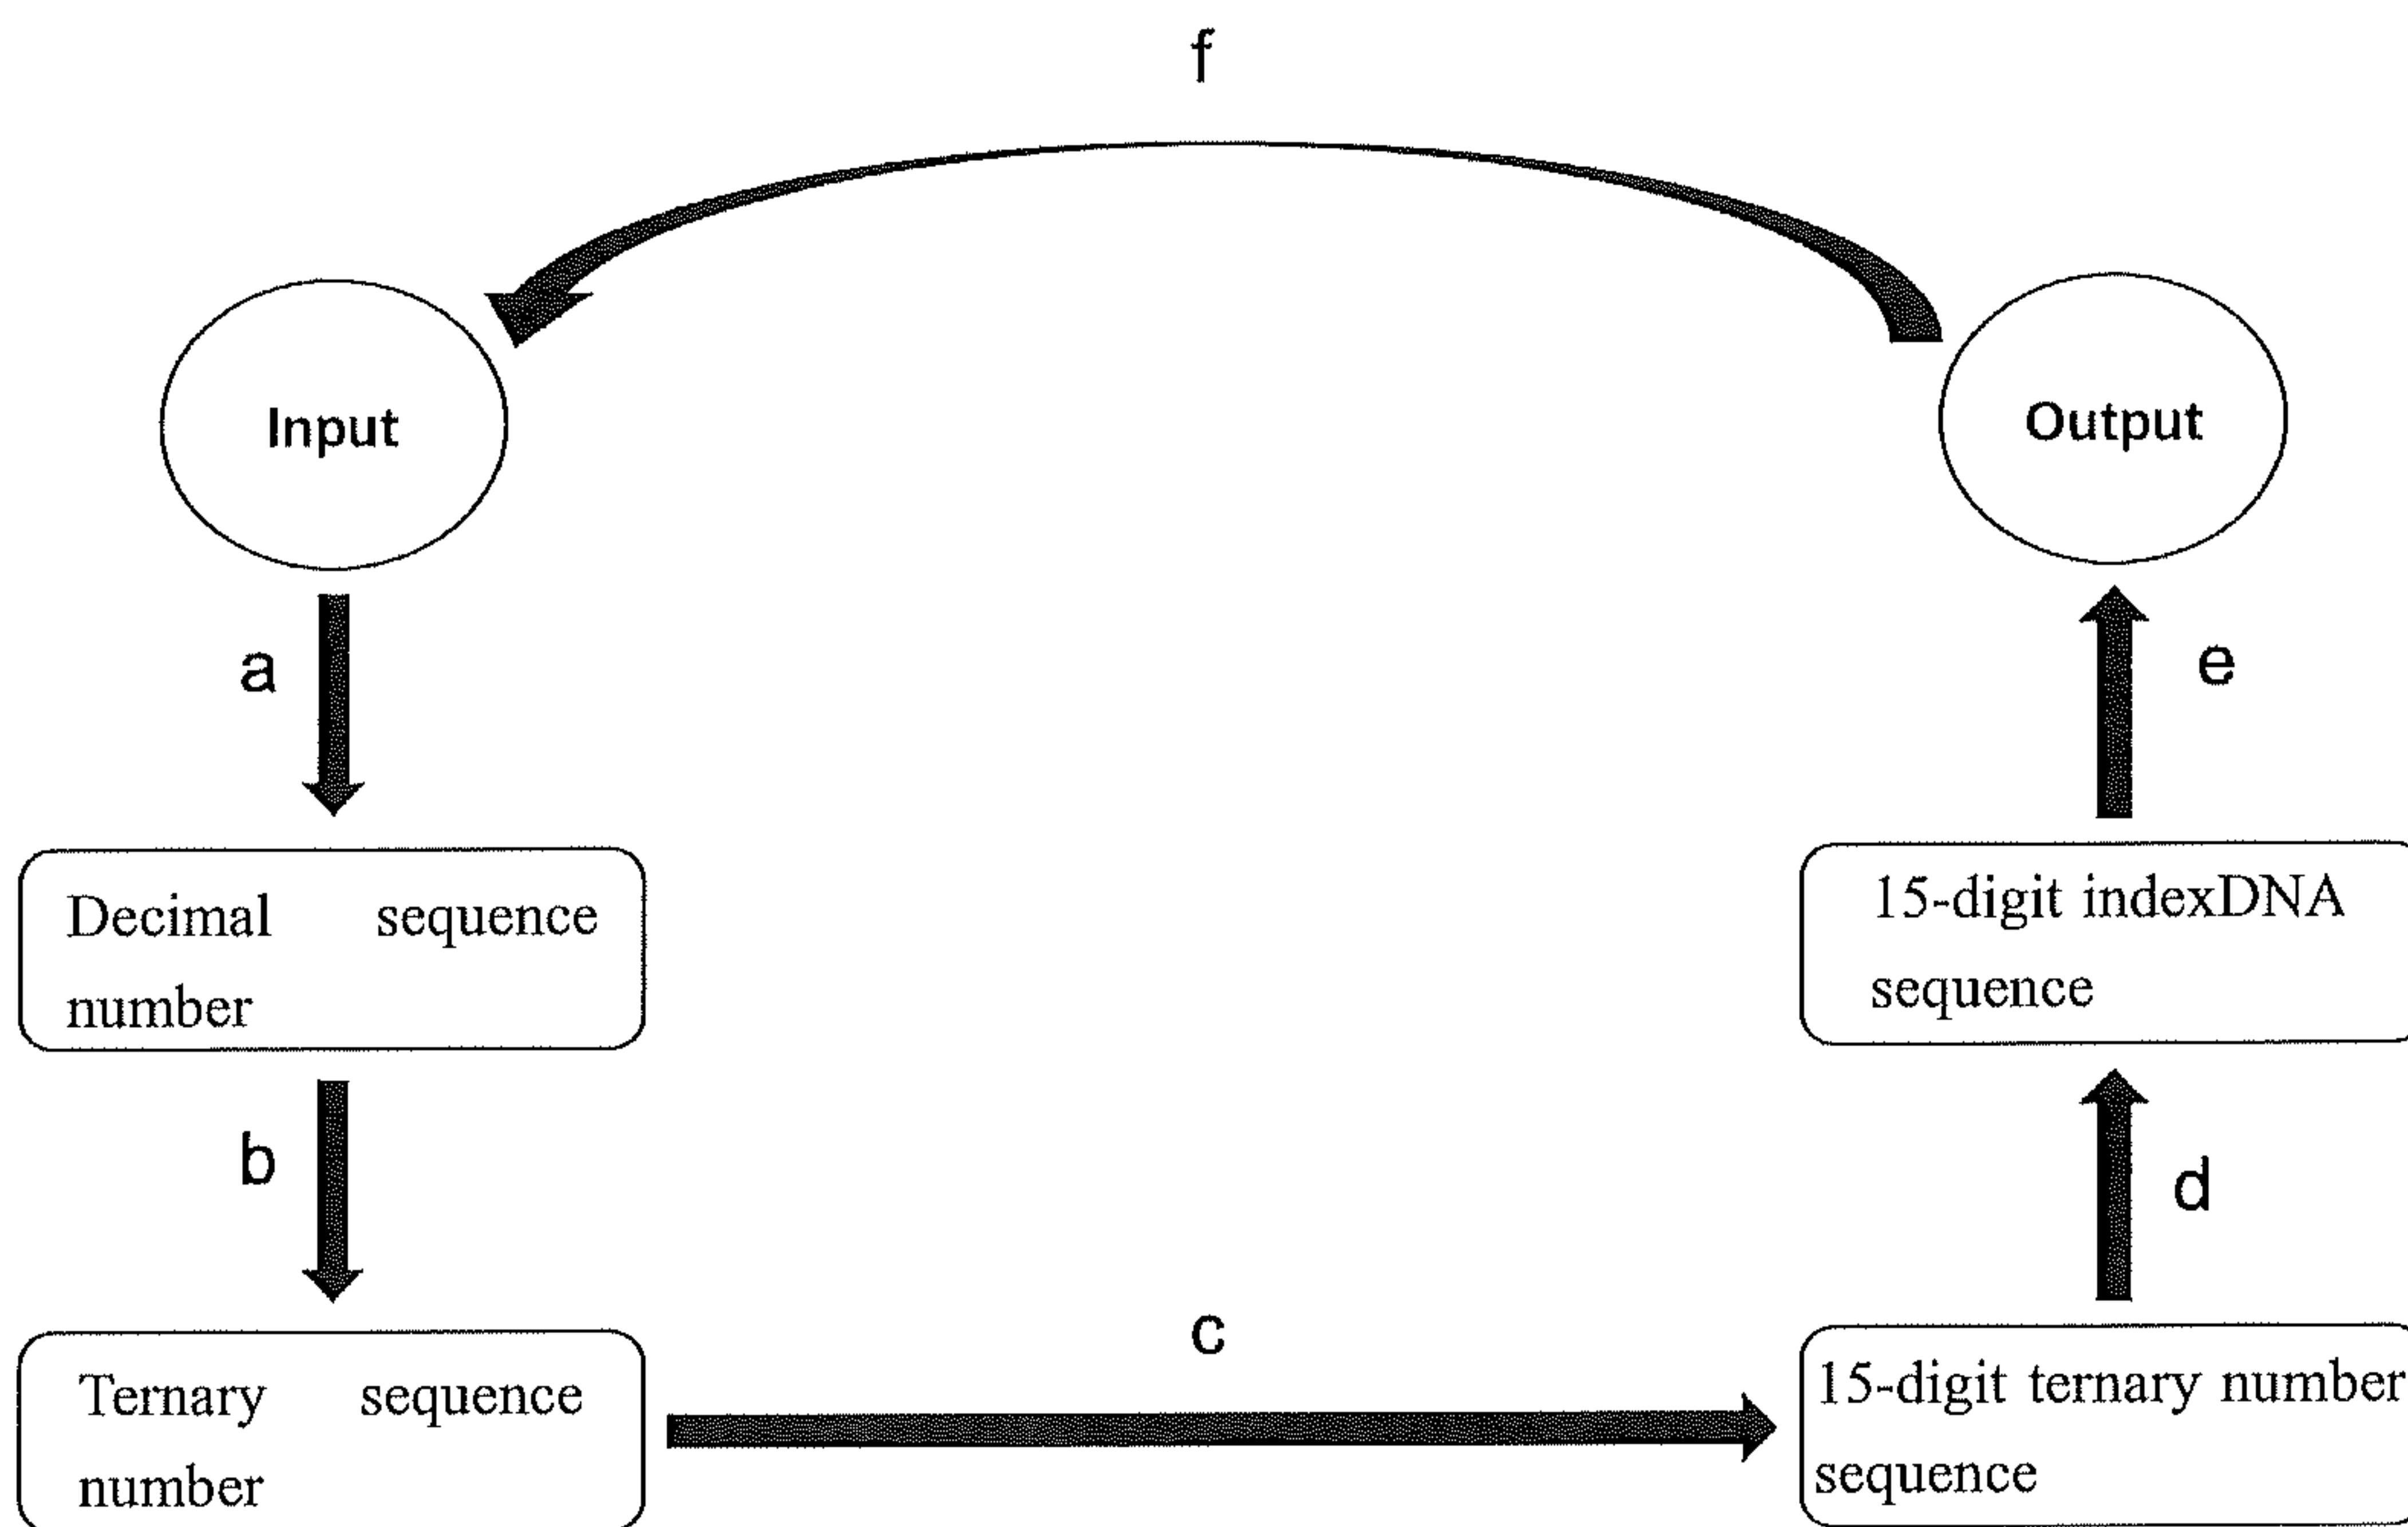 f
Input
Output
a
e
Decimal sequence
number
15-digit indexDNA
sequence
b
d
c
Ternary sequence
number
15-digit ternary number
sequence